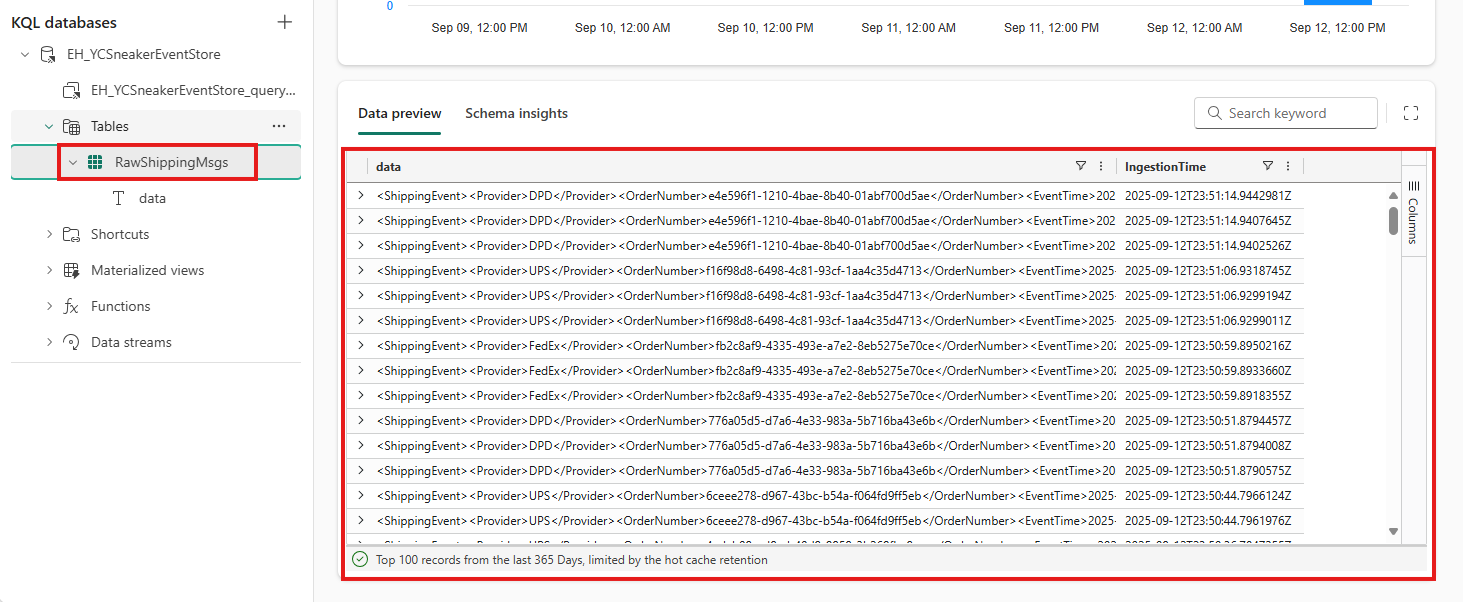 KQL databases
EH_YCSneakerEventStore
EH_YCSneakerEventStore_query...
Tables
RawShippingMsgs
data
Shortcuts
Materialized views
Functions
Data streams
0
Sep 09, 12:00 PM Sep 10, 12:00 AM Sep 10, 12:00 PM Sep 11, 12:00 AM Sep 11, 12:00 PM Sep 12, 12:00 AM Sep 12, 12:00 PM
Data preview Schema insights Search keyword
data IngestionTime
<ShippingEvent><Provider>DPD</Provider><OrderNumber>e4e596f1-1210-4bae-8b40-01abf700d5ae</OrderNumber><EventTime>202 2025-09-12T23:51:14.9442981Z
<ShippingEvent><Provider>DPD</Provider><OrderNumber>e4e596f1-1210-4bae-8b40-01abf700d5ae</OrderNumber><EventTime>202 2025-09-12T23:51:14.9407645Z
<ShippingEvent><Provider>DPD</Provider><OrderNumber>e4e596f1-1210-4bae-8b40-01abf700d5ae</OrderNumber><EventTime>202 2025-09-12T23:51:14.9402526Z
<ShippingEvent><Provider>UPS</Provider><OrderNumber>f16f98d8-6498-4c81-93cf-1aa4c35d4713</OrderNumber><EventTime>2025- 2025-09-12T23:51:06.9318745Z
<ShippingEvent><Provider>UPS</Provider><OrderNumber>f16f98d8-6498-4c81-93cf-1aa4c35d4713</OrderNumber><EventTime>2025- 2025-09-12T23:51:06.9299194Z
<ShippingEvent><Provider>UPS</Provider><OrderNumber>f16f98d8-6498-4c81-93cf-1aa4c35d4713</OrderNumber><EventTime>2025- 2025-09-12T23:51:06.9299011Z
<ShippingEvent><Provider>FedEx</Provider><OrderNumber>fb2c8af9-4335-493e-a7e2-8eb5275e70ce</OrderNumber><EventTime>202 2025-09-12T23:50:59.8950216Z
<ShippingEvent><Provider>FedEx</Provider><OrderNumber>fb2c8af9-4335-493e-a7e2-8eb5275e70ce</OrderNumber><EventTime>202 2025-09-12T23:50:59.8933660Z
<ShippingEvent><Provider>FedEx</Provider><OrderNumber>fb2c8af9-4335-493e-a7e2-8eb5275e70ce</OrderNumber><EventTime>202 2025-09-12T23:50:59.8918355Z
<ShippingEvent><Provider>DPD</Provider><OrderNumber>776a05d5-d7a6-4e33-983a-5b716ba43e6b</OrderNumber><EventTime>20 2025-09-12T23:50:51.8794457Z
<ShippingEvent><Provider>DPD</Provider><OrderNumber>776a05d5-d7a6-4e33-983a-5b716ba43e6b</OrderNumber><EventTime>20 2025-09-12T23:50:51.8794008Z
<ShippingEvent><Provider>DPD</Provider><OrderNumber>776a05d5-d7a6-4e33-983a-5b716ba43e6b</OrderNumber><EventTime>20 2025-09-12T23:50:51.8790575Z
<ShippingEvent><Provider>UPS</Provider><OrderNumber>6ceee278-d967-43bc-b54a-f064fd9ff5eb</OrderNumber><EventTime>2025- 2025-09-12T23:50:44.7966124Z
<ShippingEvent><Provider>UPS</Provider><OrderNumber>6ceee278-d967-43bc-b54a-f064fd9ff5eb</OrderNumber><EventTime>2025- 2025-09-12T23:50:44.7961976Z
Columns
Top 100 records from the last 365 Days, limited by the hot cache retention